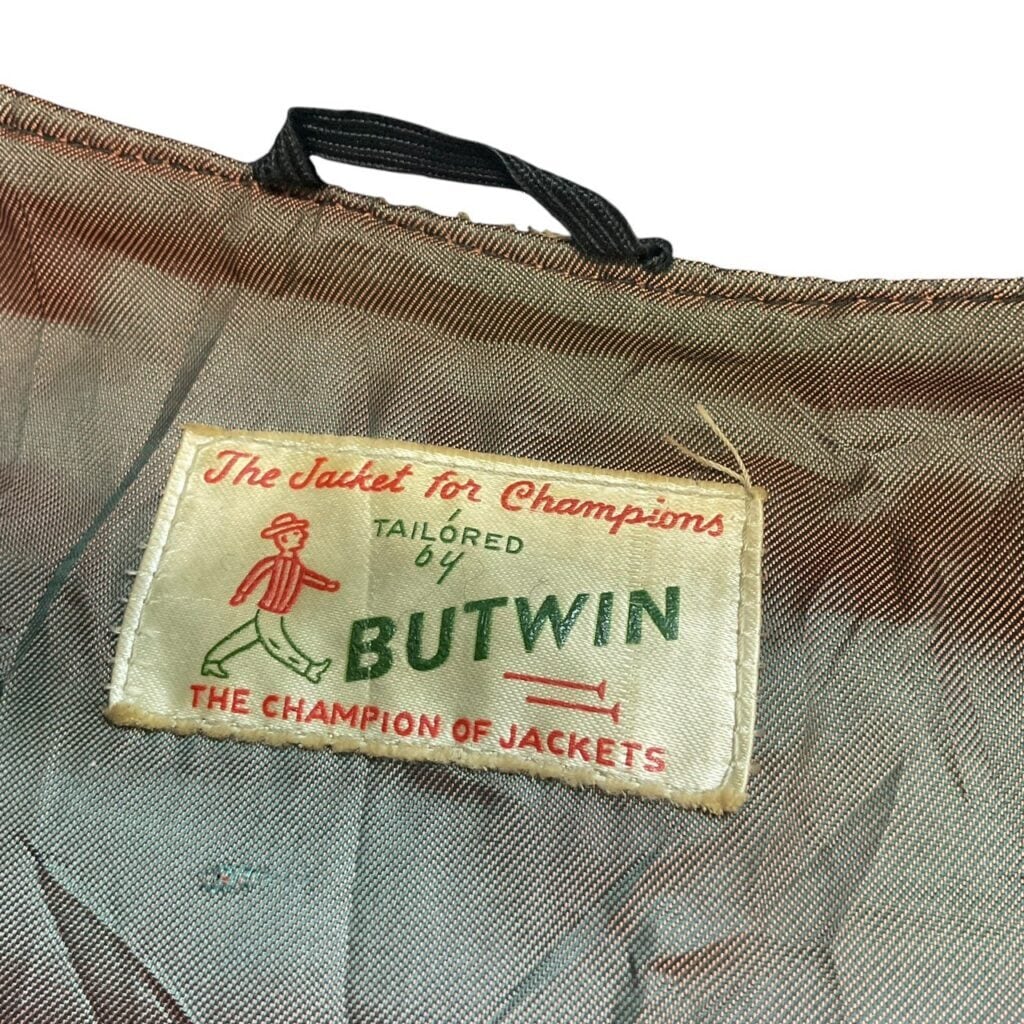 The Jacket for Champions
TAILORED
by
BUTWIN
THE CHAMPION OF JACKETS